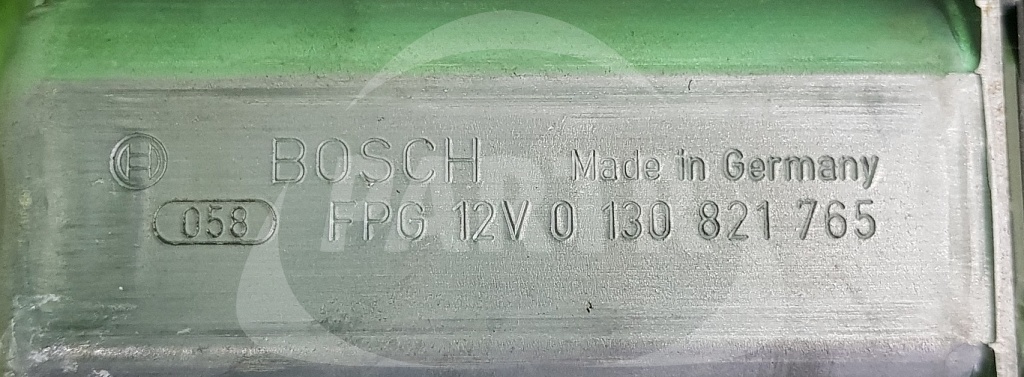 BOSCH Made in Germany
058 FPG 12V 0 130 821 765